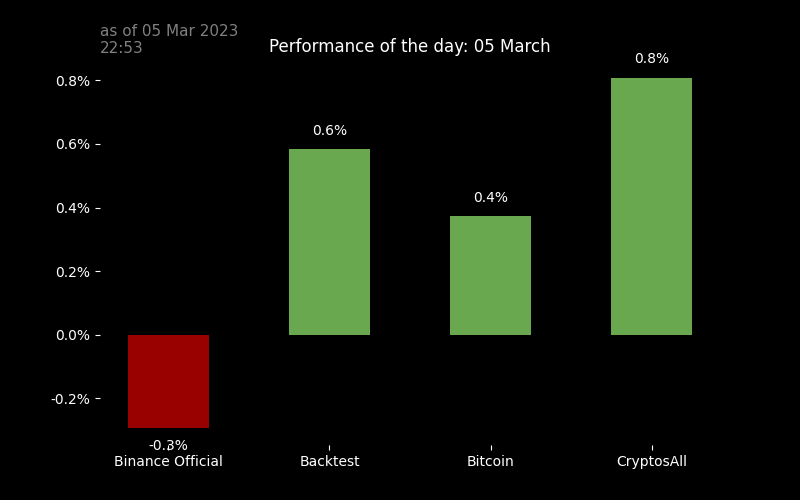 as of 05 Mar 2023
22:53
Performance of the day: 05 March
0.8%
0.6%
0.4%
0.2%
0.0%
-0.2%
-0.3%
0.6%
0.4%
0.8%
Binance Official
Backtest
Bitcoin
CryptosAll